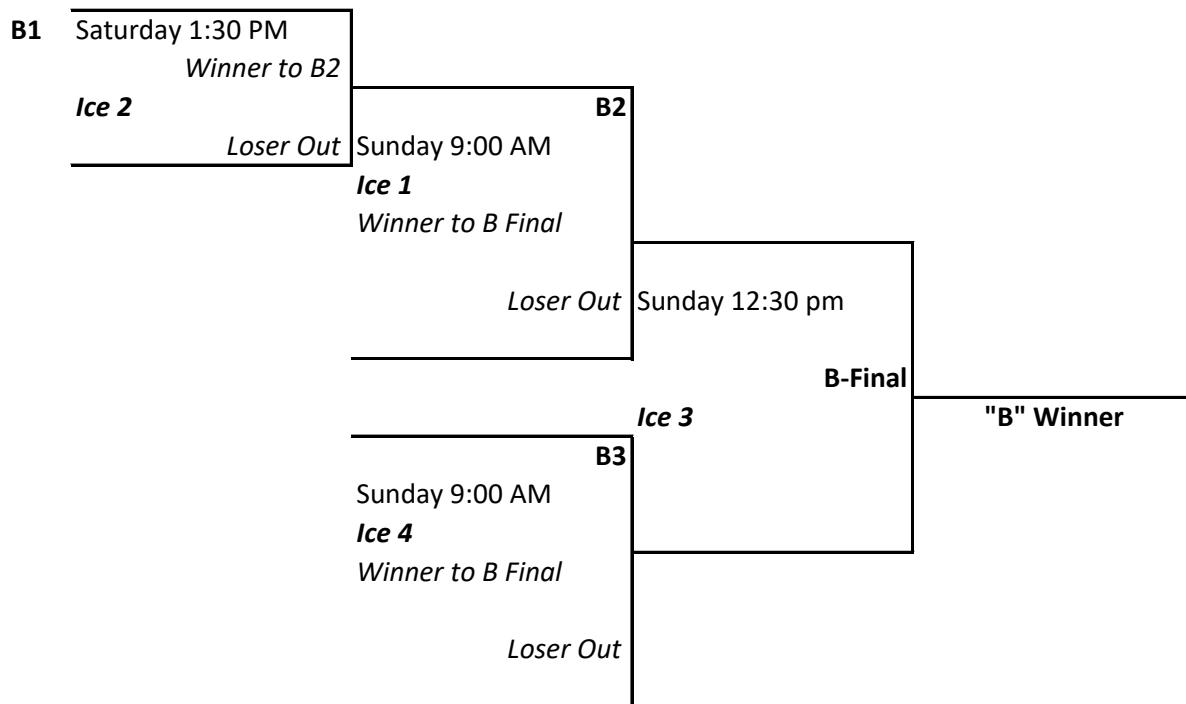 B1 Saturday 1:30 PM
Winner to B2
Ice 2 B2
Loser Out Sunday 9:00 AM
Ice 1
Winner to B Final
Loser Out Sunday 12:30 pm
B-Final
Ice 3 "B" Winner
B3
Sunday 9:00 AM
Ice 4
Winner to B Final
Loser Out